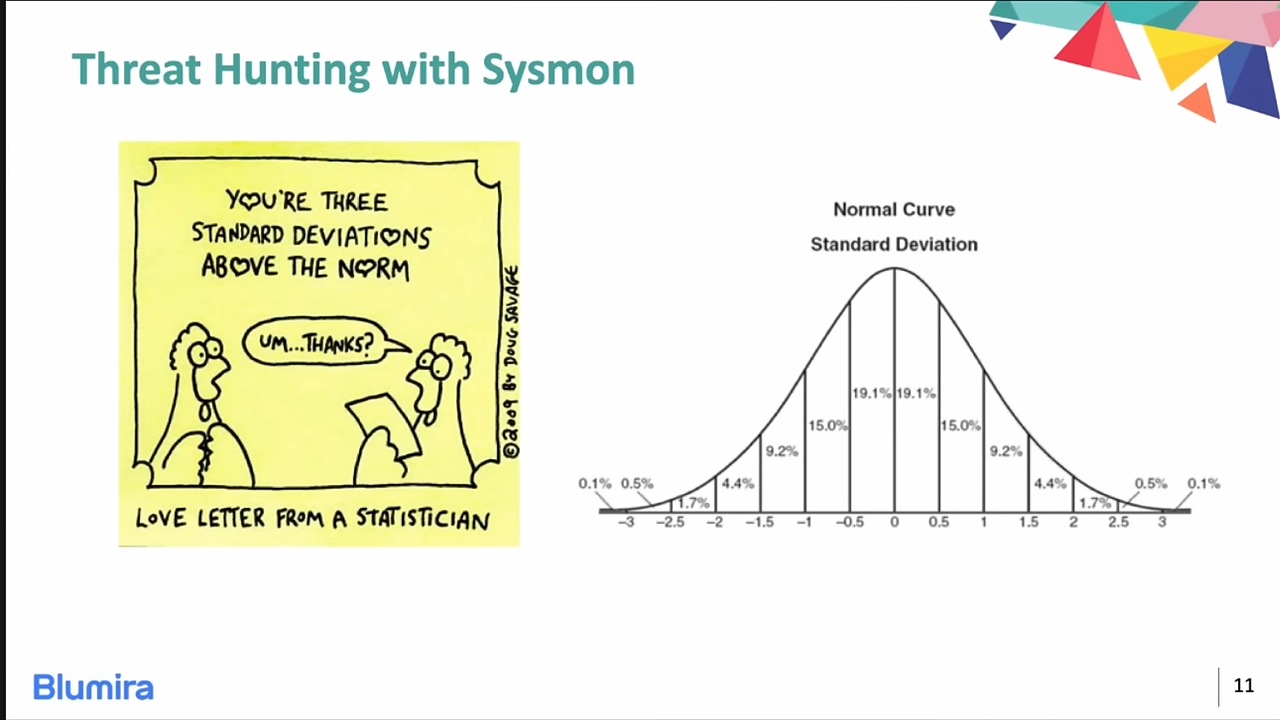 Threat Hunting with Sysmon
YOU'RE THREE
STANDARD DEVIATIONS
ABOVE THE NORM
UM...THANKS?
©2009 BY DOUG SAVAGE
LOVE LETTER FROM A STATISTICIAN
Normal Curve
Standard Deviation
19.1% 19.1%
15.0% 15.0%
9.2% 9.2%
0.1% 0.5% 4.4% 4.4% 0.5% 0.1%
1.7% 1.7%
−3 −2.5 −2 −1.5 −1 −0.5 0 0.5 1 1.5 2 2.5 3
Blumira
11